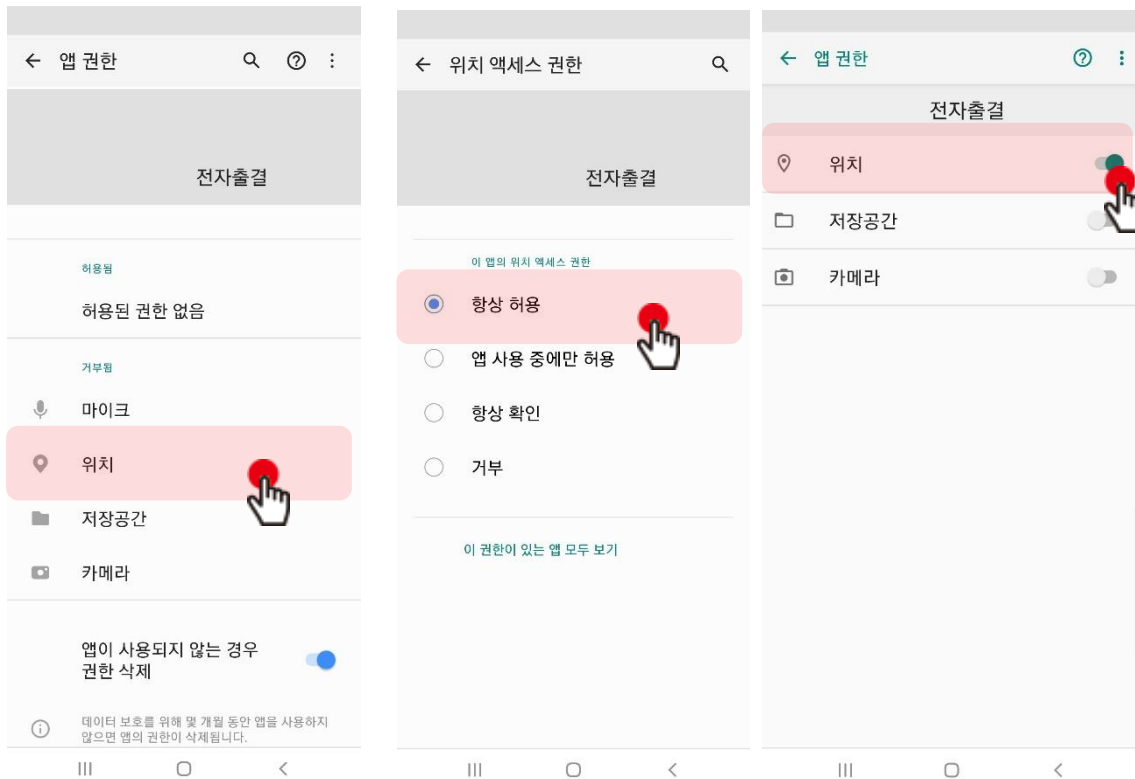 앱 권한
전자출결
허용됨
허용된 권한 없음
거부됨
마이크
위치
저장공간
카메라
앱이 사용되지 않는 경우
권한 삭제
데이터 보호를 위해 몇 개월 동안 앱을 사용하지
않으면 앱의 권한이 삭제됩니다.
위치 액세스 권한
전자출결
이 앱의 위치 액세스 권한
항상 허용
앱 사용 중에만 허용
항상 확인
거부
이 권한이 있는 앱 모두 보기
앱 권한
전자출결
위치
저장공간
카메라